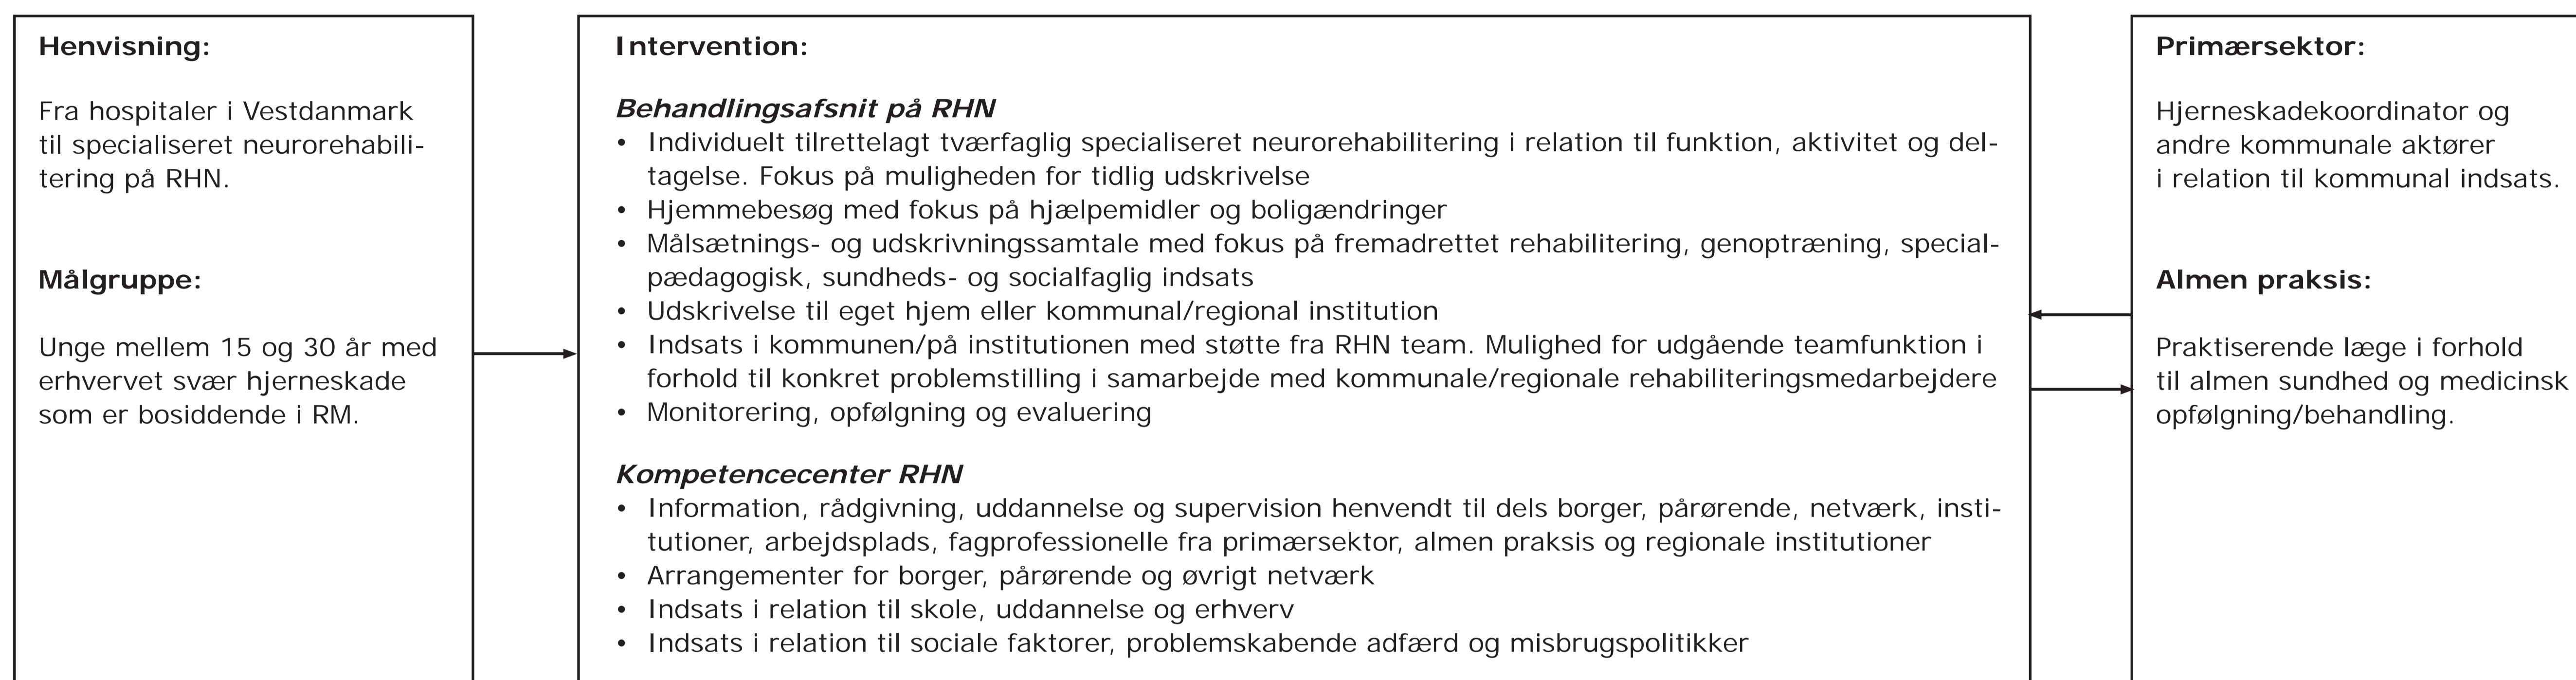 Henvisning:
Fra hospitaler i Vestdanmark
til specialiseret neurorehabili-
tering på RHN.
Målgruppe:
Unge mellem 15 og 30 år med
erhvervet svær hjerneskade
som er bosiddende i RM.
Intervention:
Behandlingsafsnit på RHN
• Individuelt tilrettelagt tværfaglig specialiseret neurorehabilitering i relation til funktion, aktivitet og del-
tagelse. Fokus på muligheden for tidlig udskrivelse
• Hjemmebesøg med fokus på hjælpemidler og boligændringer
• Målsætnings- og udskrivningssamtale med fokus på fremadrettet rehabilitering, genoptræning, special-
pædagogisk, sundheds- og socialfaglig indsats
• Udskrivelse til eget hjem eller kommunal/regional institution
• Indsats i kommunen/på institutionen med støtte fra RHN team. Mulighed for udgående teamfunktion i
forhold til konkret problemstilling i samarbejde med kommunale/regionale rehabiliteringsmedarbejdere
• Monitorering, opfølgning og evaluering
Kompetencecenter RHN
• Information, rådgivning, uddannelse og supervision henvendt til dels borger, pårørende, netværk, insti-
tutioner, arbejdsplads, fagprofessionelle fra primærsektor, almen praksis og regionale institutioner
• Arrangementer for borger, pårørende og øvrigt netværk
• Indsats i relation til skole, uddannelse og erhverv
• Indsats i relation til sociale faktorer, problemskabende adfærd og misbrugspolitikker
Primærsektor:
Hjerneskadekoordinator og
andre kommunale aktører
i relation til kommunal indsats.
Almen praksis:
Praktiserende læge i forhold
til almen sundhed og medicinsk
opfølgning/behandling.